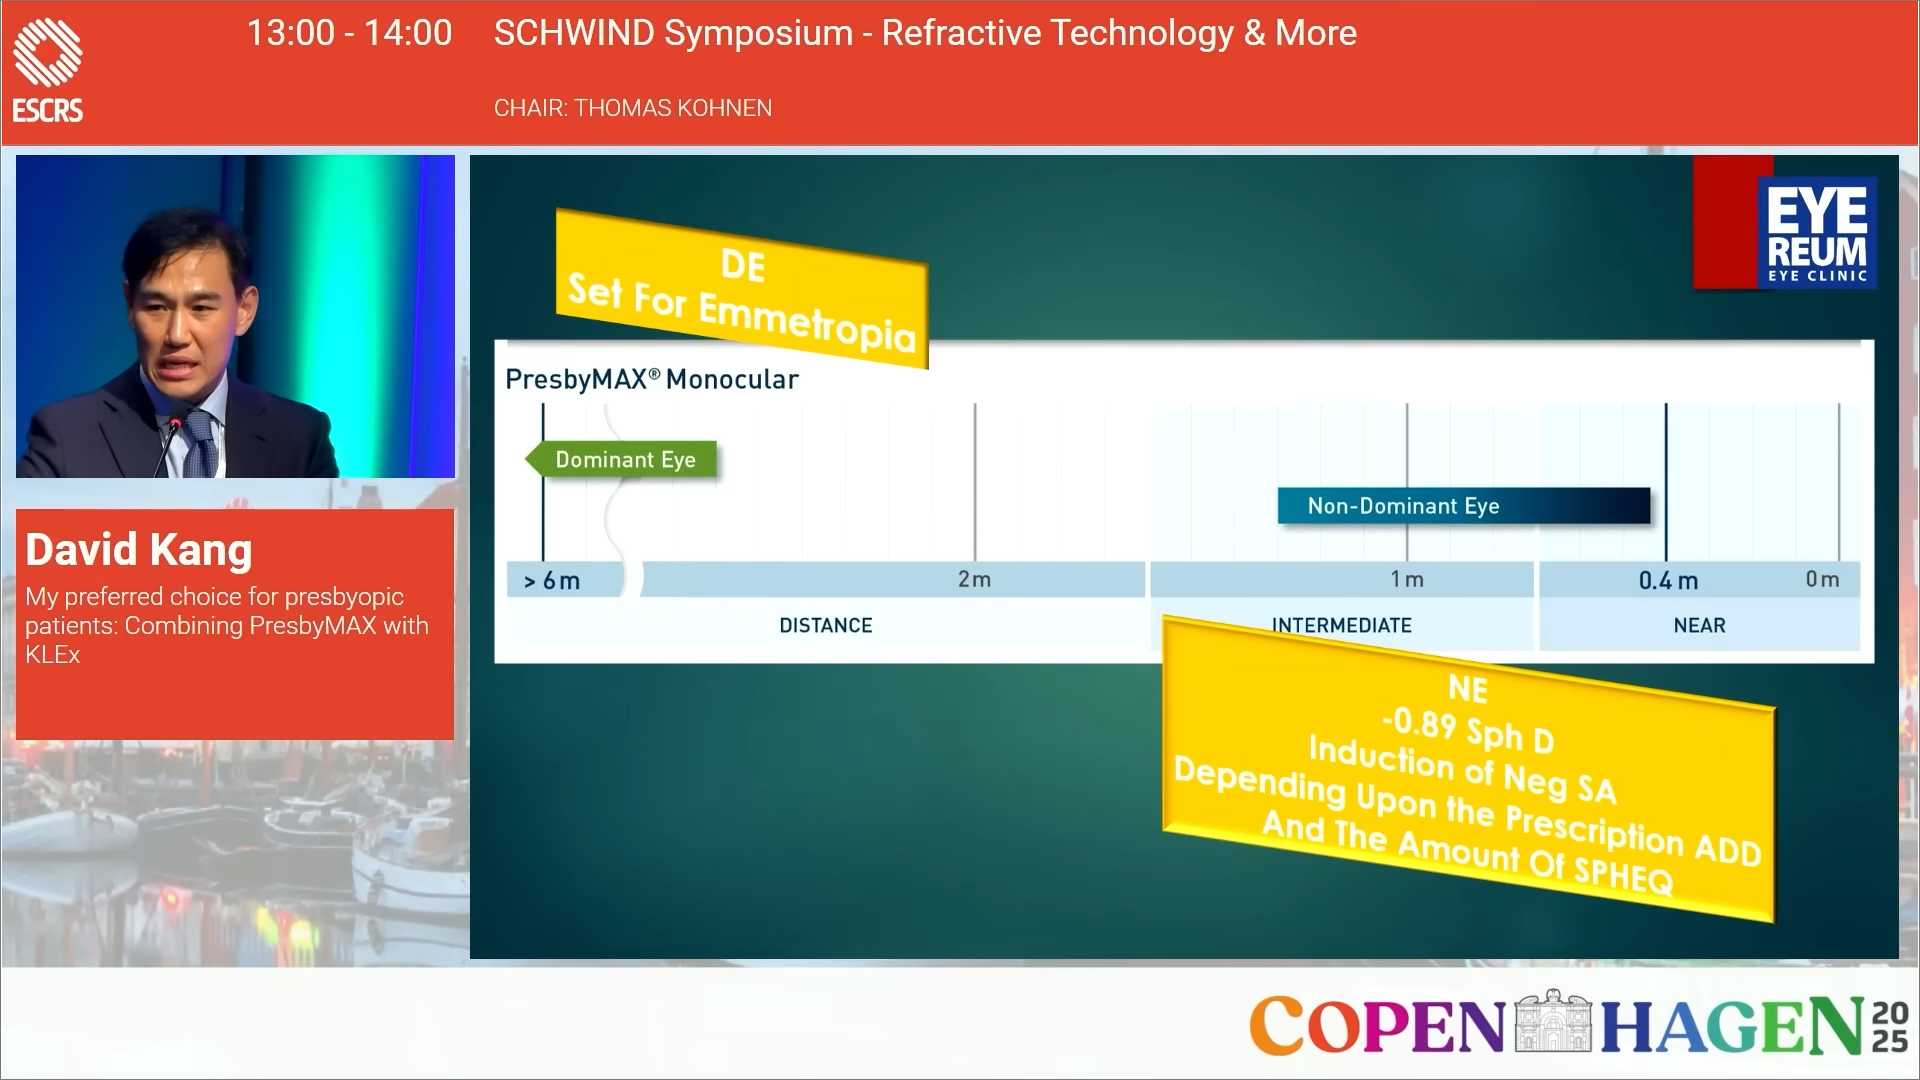 13:00 - 14:00
SCHWIND Symposium - Refractive Technology & More
CHAIR: THOMAS KOHNEN
ESCRS
David Kang
My preferred choice for presbyopic
patients: Combining PresbyMAX with
KLEx
EYE
REUM
EYE CLINIC
DE
Set For Emmetropia
PresbyMAX® Monocular
Dominant Eye
Non-Dominant Eye
> 6 m
2 m
1 m
0.4 m
0 m
DISTANCE
INTERMEDIATE
NEAR
NE
-0.89 Sph D
Induction of Neg SA
Depending Upon the Prescription ADD
And The Amount Of SPHEQ
COPENHAGEN 2025